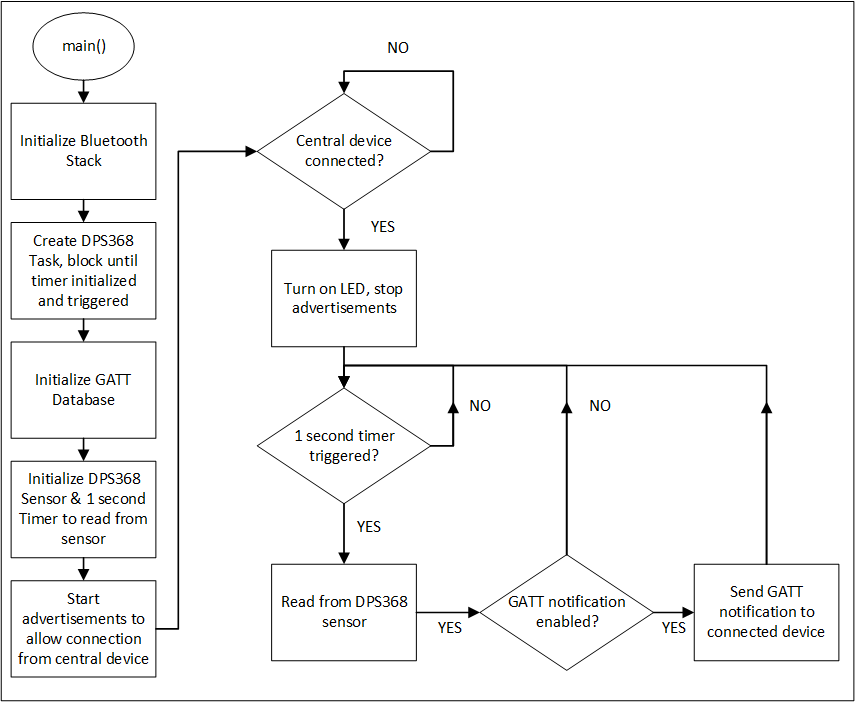 main()
Initialize Bluetooth
Stack
Create DPS368
Task, block until
timer initialized
and triggered
Initialize GATT
Database
Initialize DPS368
Sensor & 1 second
Timer to read from
sensor
Start
advertisements to
allow connection
from central device
NO
Central device
connected?
YES
Turn on LED, stop
advertisements
1 second timer
triggered?
NO
YES
Read from DPS368
sensor
YES
GATT notification
enabled?
NO
YES
Send GATT
notification to
connected device